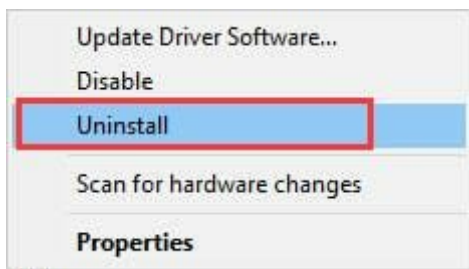 Update Driver Software...
Disable
Uninstall
Scan for hardware changes
Properties